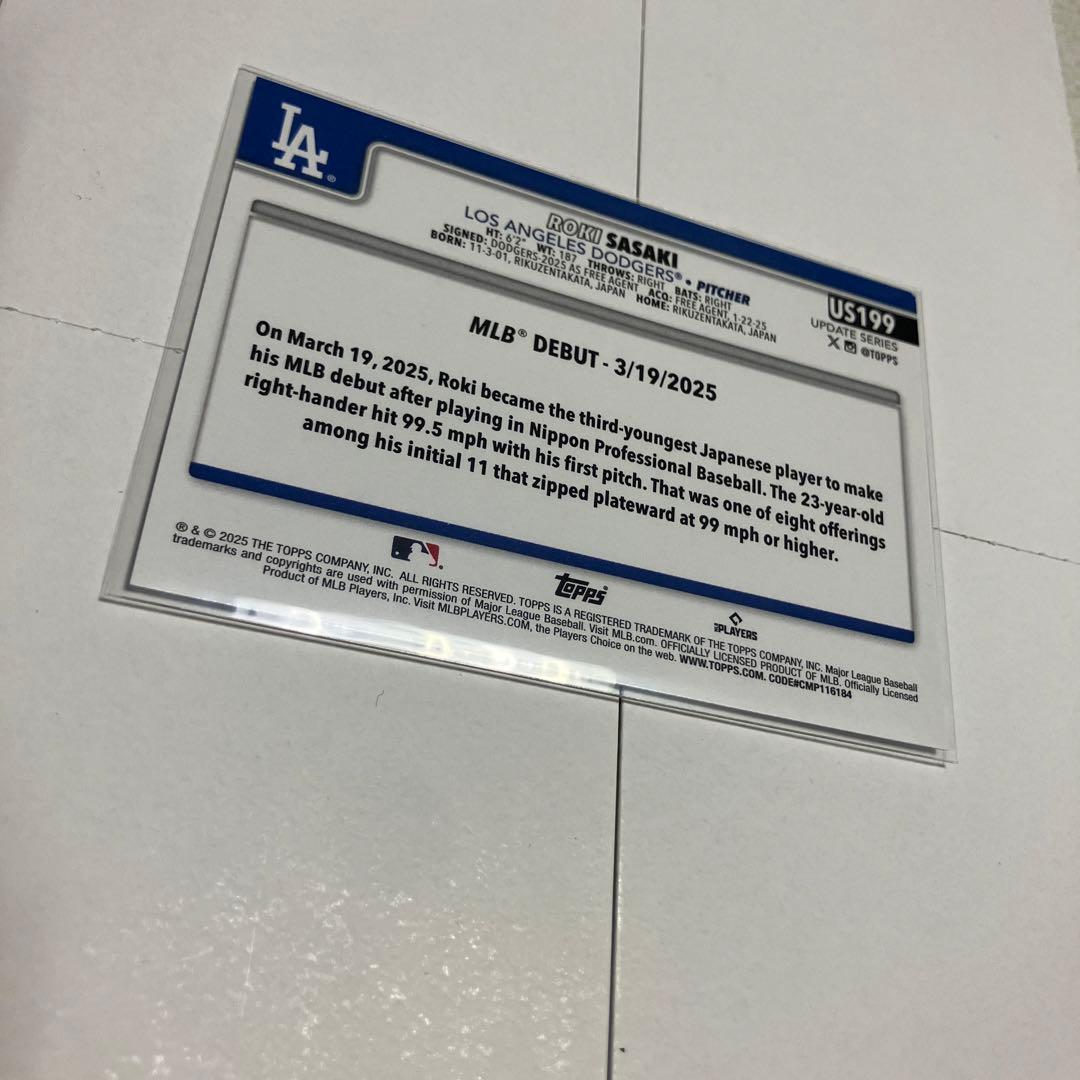 LA
ROKI SASAKI
LOS ANGELES DODGERS® • PITCHER
HT: 6'2" WT: 187 THROWS: RIGHT BATS: RIGHT
SIGNED: DODGERS-2025 AS FREE AGENT ACQ: FREE AGENT, 1-22-25
BORN: 11-3-01, RIKUZENTAKATA, JAPAN HOME: RIKUZENTAKATA, JAPAN
US199
UPDATE SERIES
X @TOPPS
MLB® DEBUT - 3/19/2025
On March 19, 2025, Roki became the third-youngest Japanese player to make
his MLB debut after playing in Nippon Professional Baseball. The 23-year-old
right-hander hit 99.5 mph with his first pitch. That was one of eight offerings
among his initial 11 that zipped plateward at 99 mph or higher.
topps®
MLB PLAYERS
® & © 2025 THE TOPPS COMPANY, INC. ALL RIGHTS RESERVED. TOPPS IS A REGISTERED TRADEMARK OF THE TOPPS COMPANY, INC. Major League Baseball
trademarks and copyrights are used with permission of Major League Baseball. Visit MLB.com. OFFICIALLY LICENSED PRODUCT OF MLB. Officially Licensed
Product of MLB Players, Inc. Visit MLBPLAYERS.COM, the Players Choice on the web. WWW.TOPPS.COM. CODE#CMP116184